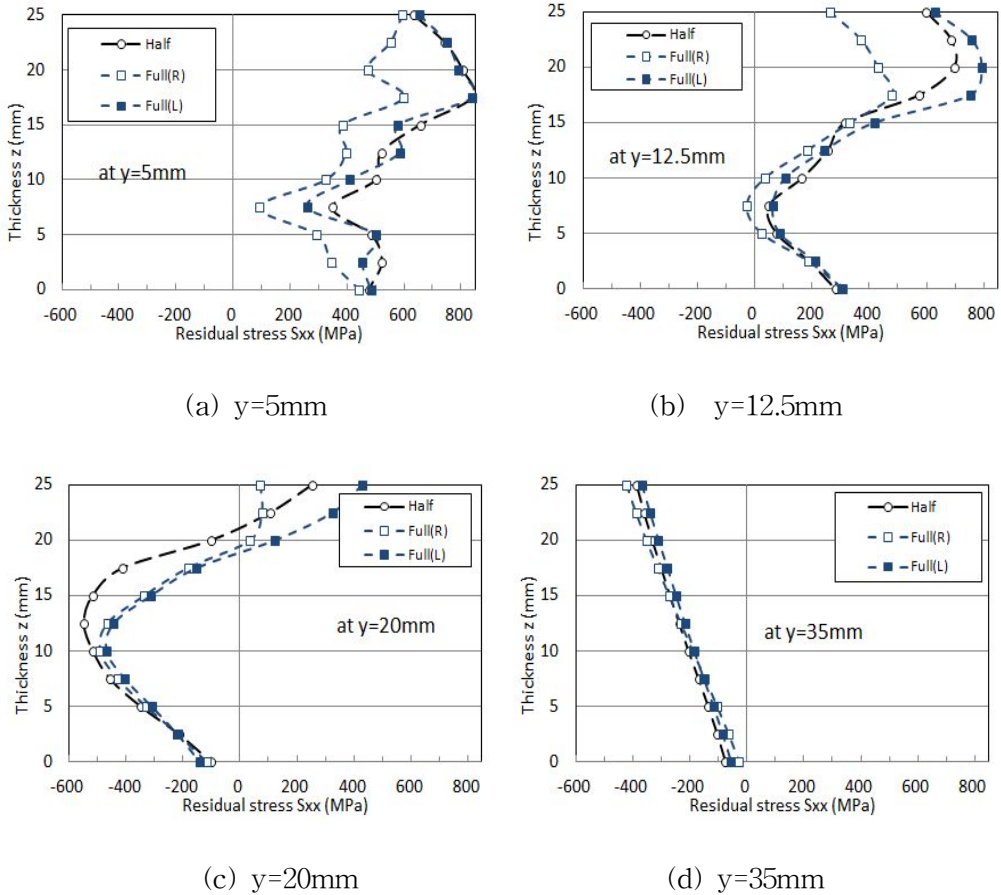 25
20
15
10
5
0
Thickness z (mm)
Half
Full(R)
Full(L)
at y=5mm
-600 -400 -200 0 200 400 600 800
Residual stress Sxx (MPa)
(a) y=5mm
25
20
15
10
5
0
Thickness z (mm)
Half
Full(R)
Full(L)
at y=12.5mm
-600 -400 -200 0 200 400 600 800
Residual stress Sxx (MPa)
(b) y=12.5mm
25
20
15
10
5
0
Thickness z (mm)
Half
Full(R)
Full(L)
at y=20mm
-600 -400 -200 0 200 400 600 800
Residual stress Sxx (MPa)
(c) y=20mm
25
20
15
10
5
0
Thickness z (mm)
Half
Full(R)
Full(L)
at y=35mm
-600 -400 -200 0 200 400 600 800
Residual stress Sxx (MPa)
(d) y=35mm